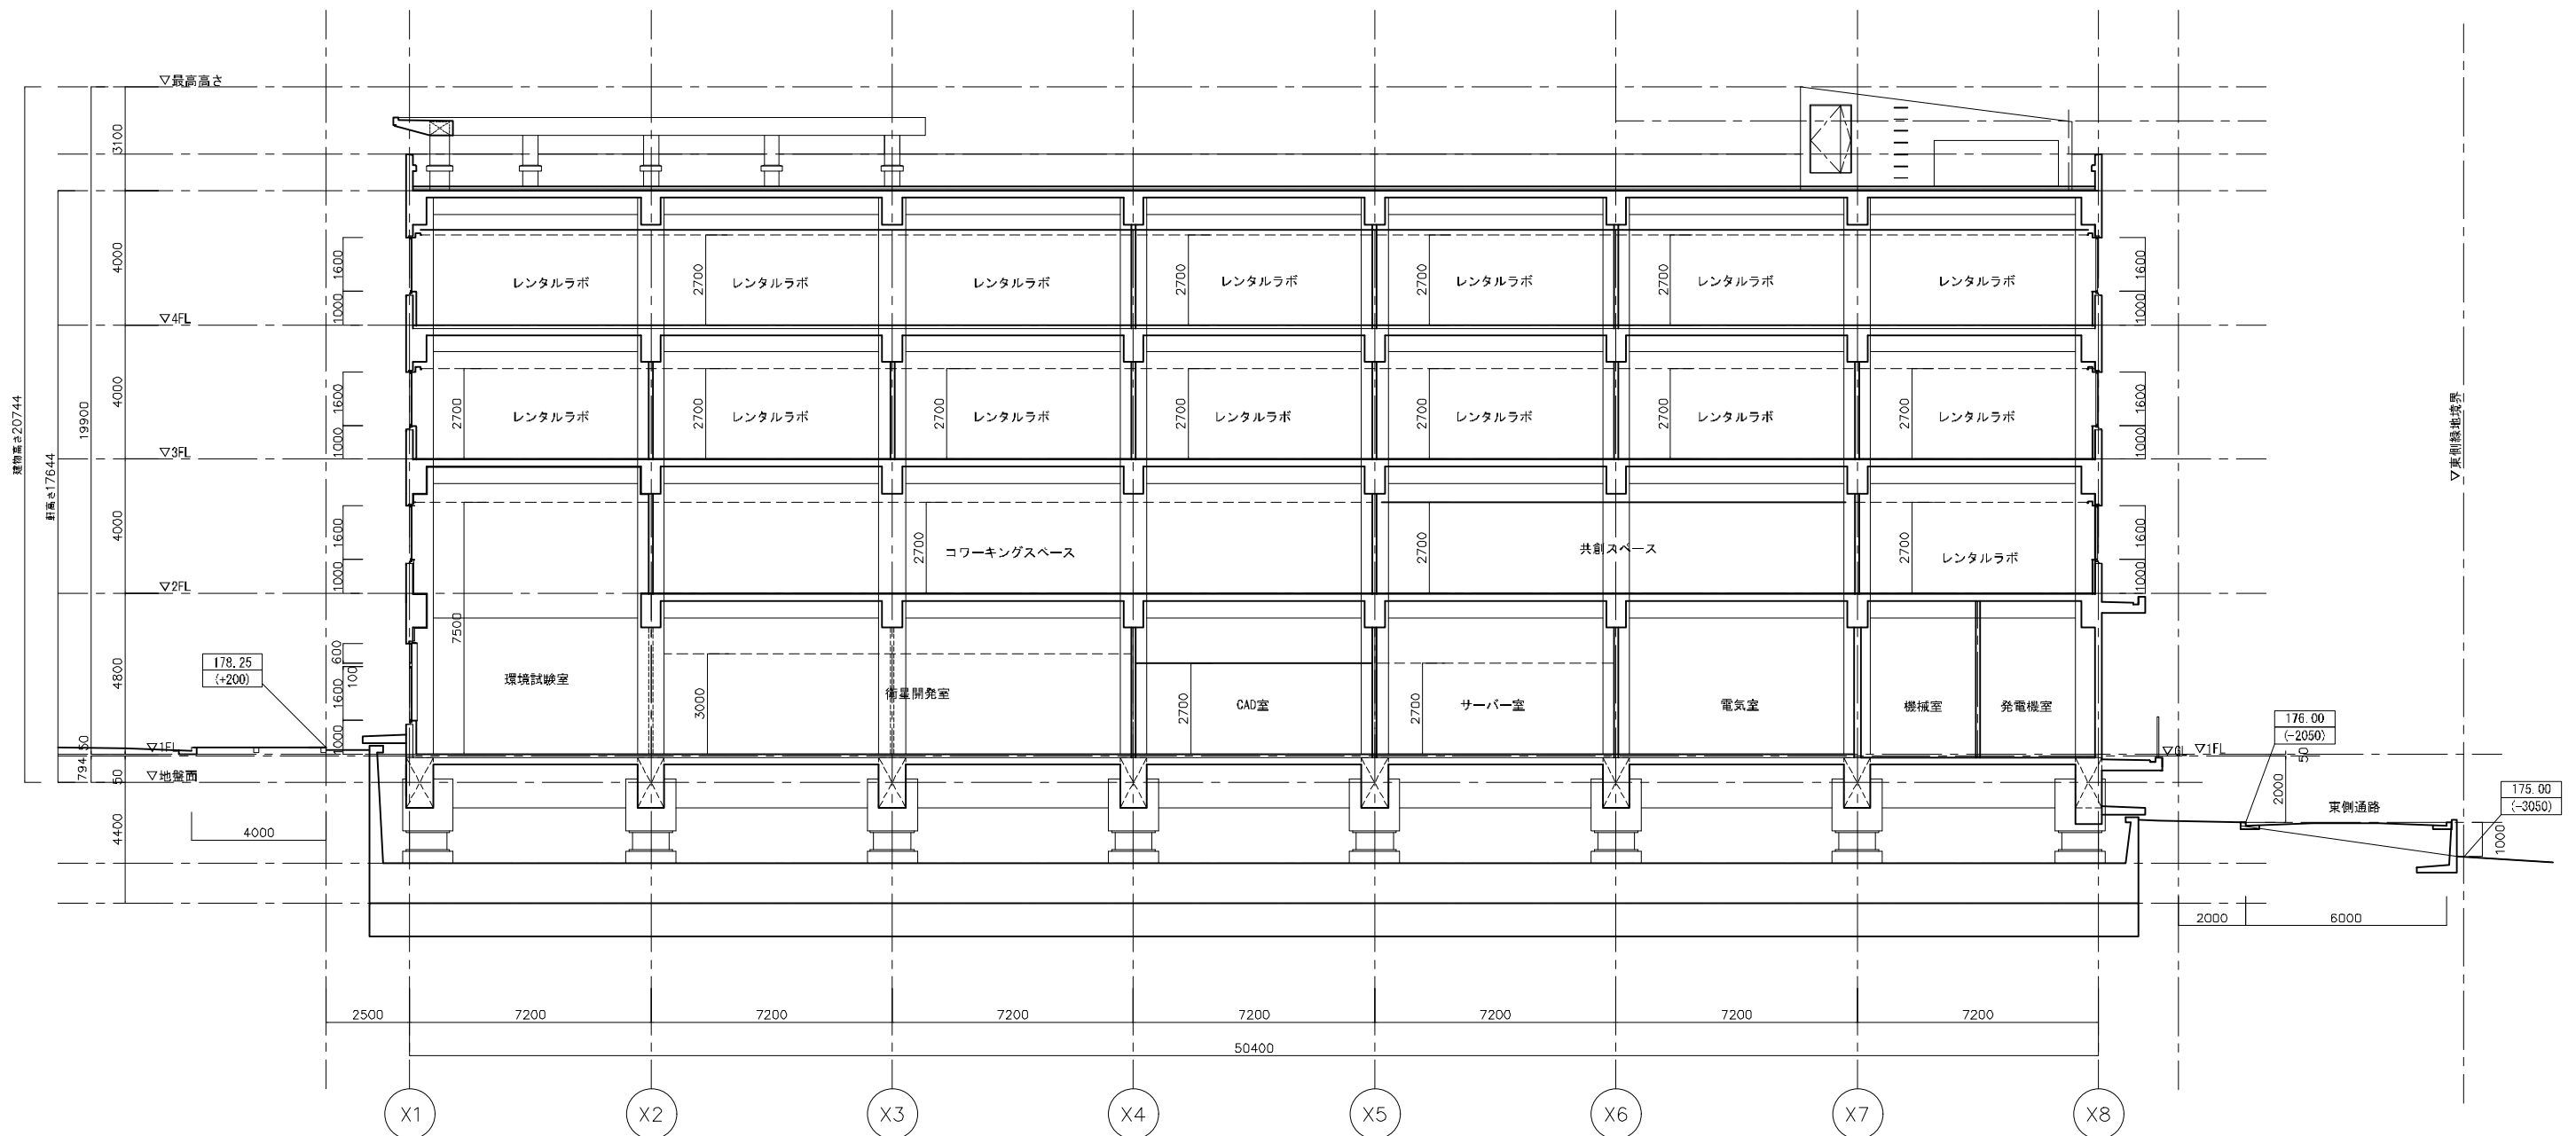 ▽最高高さ
3100
4000
1600
1000
レンタルラボ
2700
レンタルラボ
レンタルラボ
2700
レンタルラボ
2700
レンタルラボ
2700
レンタルラボ
レンタルラボ
1600
1000
▽4FL
建物高さ20744
軒高さ17644
19900
4000
1600
1000
2700
レンタルラボ
2700
レンタルラボ
2700
レンタルラボ
2700
レンタルラボ
2700
レンタルラボ
2700
レンタルラボ
2700
レンタルラボ
1600
1000
▽東側緑地境界
▽3FL
4000
1600
1000
7500
2700
コワーキングスペース
2700
共創スペース
2700
レンタルラボ
1600
1000
▽2FL
4800
600
100
1600
1000
178.25
(+200)
環境試験室
3000
衛星開発室
2700
CAD室
2700
サーバー室
電気室
機械室
発電機室
176.00
(-2050)
▽1FL
▽GL
▽1FL
50
794
50
50
▽地盤面
4400
4000
2000
東側通路
175.00
(-3050)
1000
2000
6000
2500
7200
7200
7200
7200
7200
7200
7200
50400
X1
X2
X3
X4
X5
X6
X7
X8